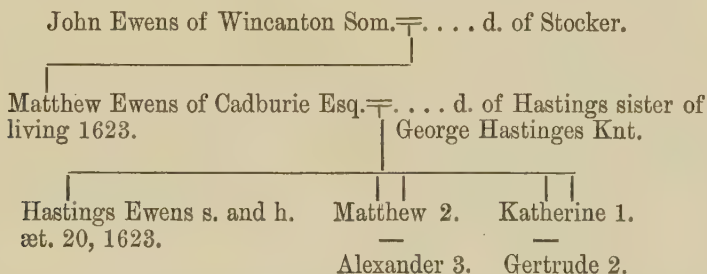 John Ewens of Wincanton Som.=. . . . d. of Stocker.
Matthew Ewens of Cadburie Esq.=. . . . d. of Hastings sister of
living 1623. George Hastinges Knt.
Hastings Ewens s. and h. Matthew 2. Katherine 1.
æt. 20, 1623. — —
Alexander 3. Gertrude 2.